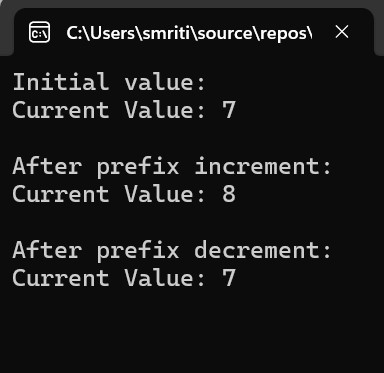 C:\Users\smriti\source\repos\
Initial value:
Current Value: 7
After prefix increment:
Current Value: 8
After prefix decrement:
Current Value: 7